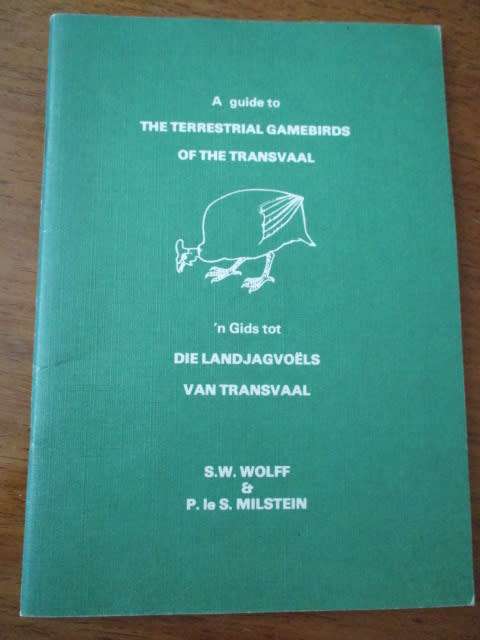 A guide to
THE TERRESTRIAL GAMEBIRDS
OF THE TRANSVAAL
'n Gids tot
DIE LANDJAGVOËLS
VAN TRANSVAAL
S.W. WOLFF
&
P. le S. MILSTEIN